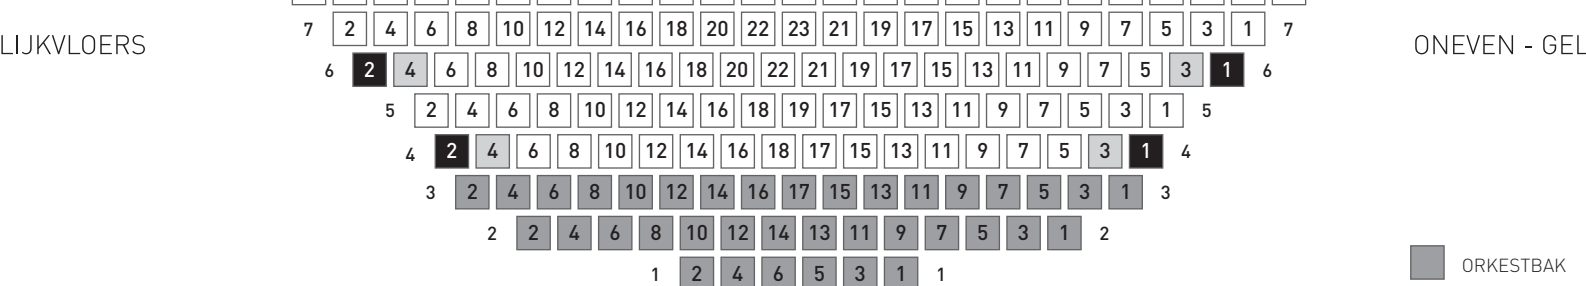 7 2 4 6 8 10 12 14 16 18 20 22 23 21 19 17 15 13 11 9 7 5 3 1 7
LIJKVLOERS
ONEVEN - GEL
6 2 4 6 8 10 12 14 16 18 20 22 21 19 17 15 13 11 9 7 5 3 1 6
5 2 4 6 8 10 12 14 16 18 19 17 15 13 11 9 7 5 3 1 5
4 2 4 6 8 10 12 14 16 18 17 15 13 11 9 7 5 3 1 4
3 2 4 6 8 10 12 14 16 17 15 13 11 9 7 5 3 1 3
2 2 4 6 8 10 12 14 13 11 9 7 5 3 1 2
1 2 4 6 5 3 1 1
ORKESTBAK